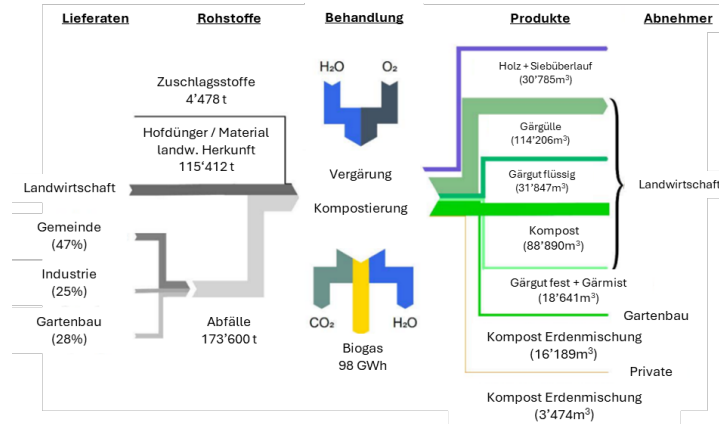 Lieferaten
Rohstoffe
Behandlung
Produkte
Abnehmer
Zuschlagsstoffe
4’478 t
Hofdünger / Material
landw. Herkunft
115‘412 t
Landwirtschaft
Gemeinde
(47%)
Industrie
(25%)
Gartenbau
(28%)
Abfälle
173’600 t
H₂O
O₂
Vergärung
Kompostierung
CO₂
H₂O
Biogas
98 GWh
Holz + Siebüberlauf
(30’785m³)
Gärgülle
(114’206m³)
Gärgut flüssig
(31’847m³)
Kompost
(88’890m³)
Gärgut fest + Gärmist
(18’641m³)
Kompost Erdenmischung
(16’189m³)
Kompost Erdenmischung
(3’474m³)
Landwirtschaft
Gartenbau
Private